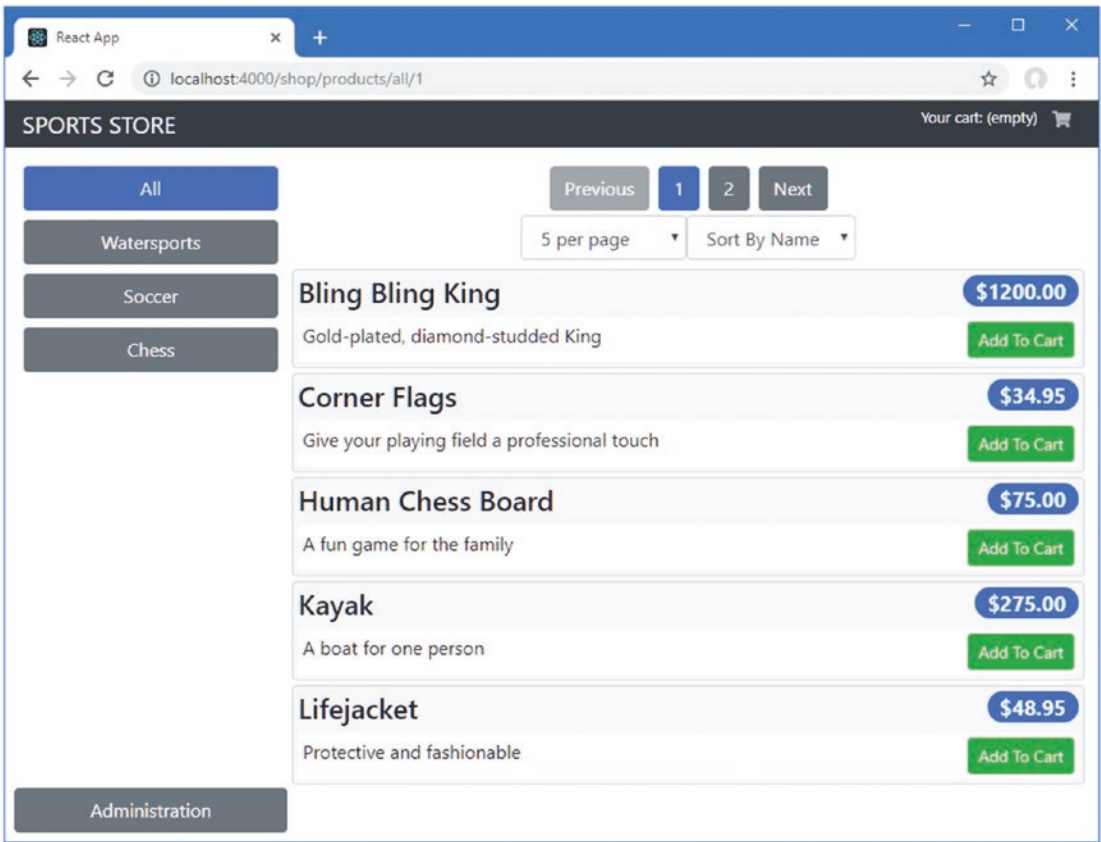 React App
localhost:4000/shop/products/all/1
SPORTS STORE
Your cart: (empty)
All
Watersports
Soccer
Chess
Previous 1 2 Next
5 per page Sort By Name
Bling Bling King $1200.00
Gold-plated, diamond-studded King Add To Cart
Corner Flags $34.95
Give your playing field a professional touch Add To Cart
Human Chess Board $75.00
A fun game for the family Add To Cart
Kayak $275.00
A boat for one person Add To Cart
Lifejacket $48.95
Protective and fashionable Add To Cart
Administration